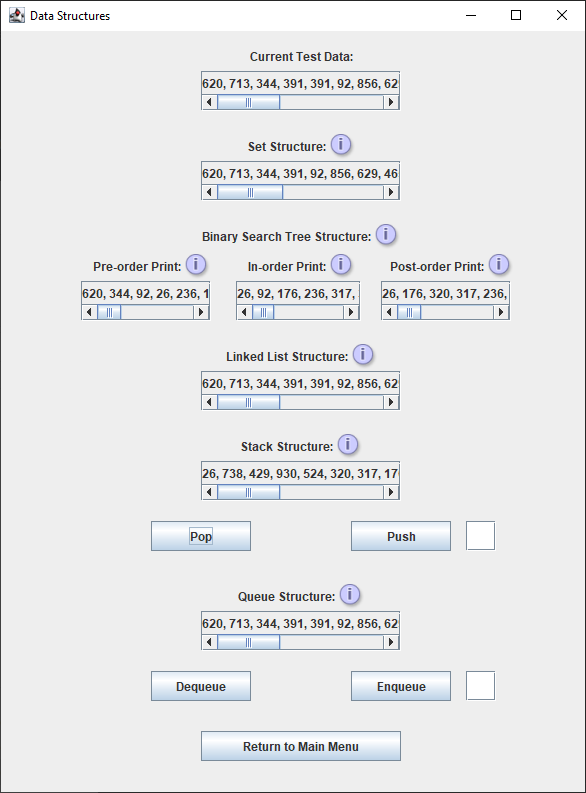 Data Structures
Current Test Data:
620, 713, 344, 391, 391, 92, 856, 629
Set Structure: i
620, 713, 344, 391, 92, 856, 629, 46
Binary Search Tree Structure: i
Pre-order Print: i In-order Print: i Post-order Print: i
620, 344, 92, 26, 236, 1 26, 92, 176, 236, 317, 26, 176, 320, 317, 236,
Linked List Structure: i
620, 713, 344, 391, 391, 92, 856, 629
Stack Structure: i
26, 738, 429, 930, 524, 320, 317, 17
Pop Push
Queue Structure: i
620, 713, 344, 391, 391, 92, 856, 629
Dequeue Enqueue
Return to Main Menu